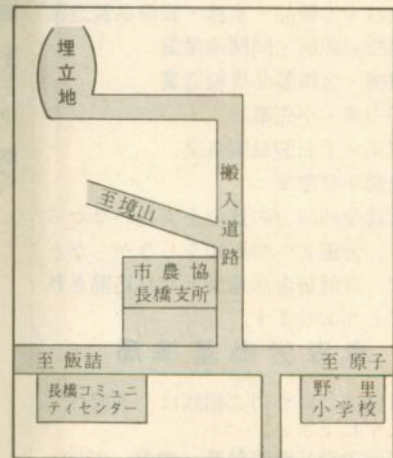 埋立地
搬入道路
至境山
市農協
長橋支所
至飯詰
至原子
長橋コミュニ
ティセンター
野里
小学校